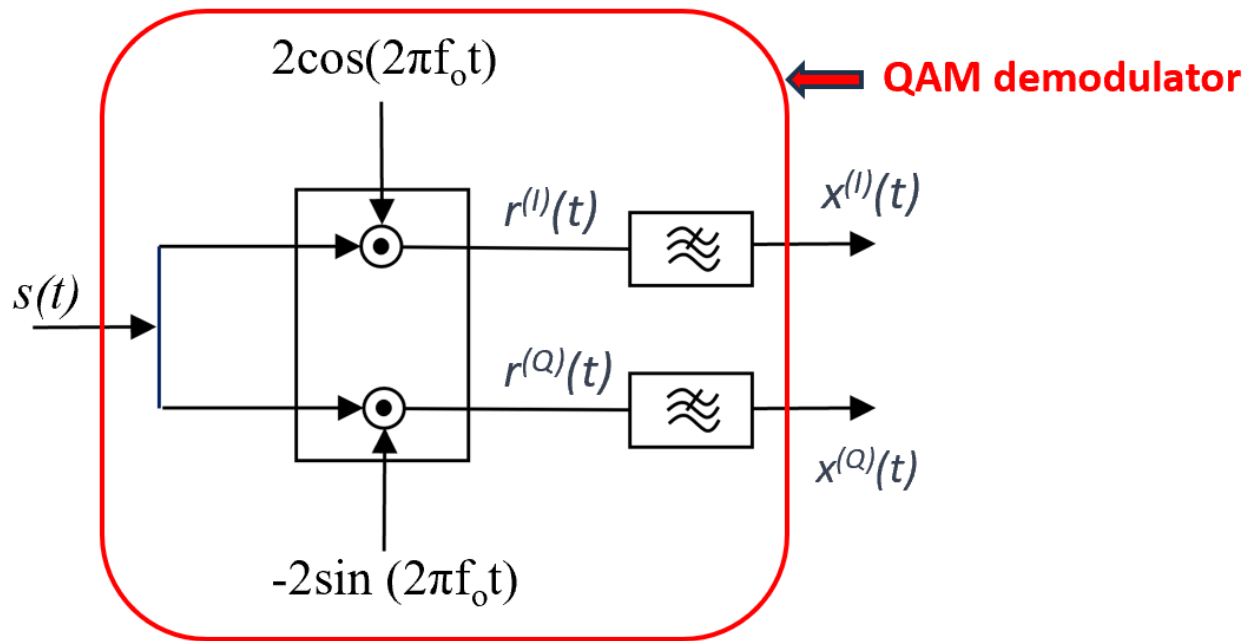 2cos(2πfₒt)
QAM demodulator
r⁽ᴵ⁾(t)
x⁽ᴵ⁾(t)
s(t)
r⁽Q⁾(t)
x⁽Q⁾(t)
-2sin (2πfₒt)